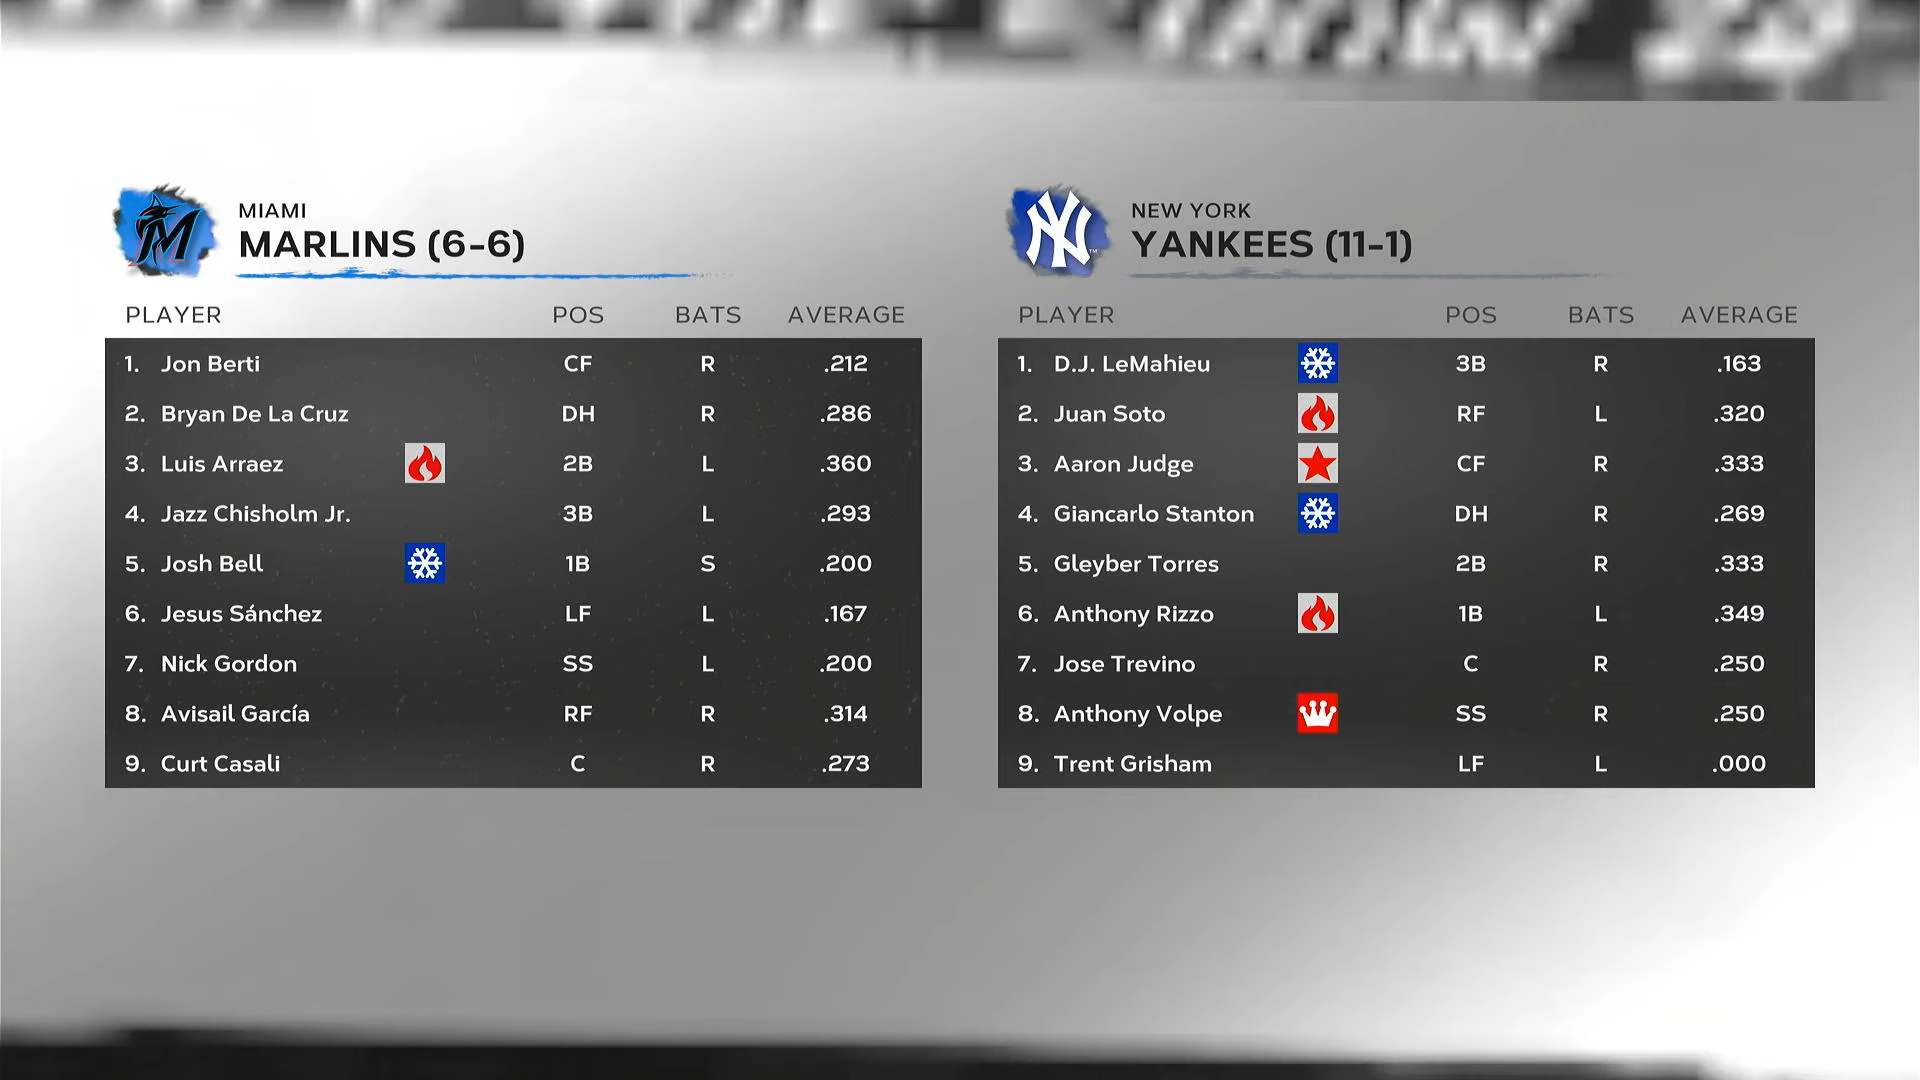 MIAMI
MARLINS (6-6)
PLAYER POS BATS AVERAGE
1. Jon Berti CF R .212
2. Bryan De La Cruz DH R .286
3. Luis Arraez 2B L .360
4. Jazz Chisholm Jr. 3B L .293
5. Josh Bell 1B S .200
6. Jesus Sánchez LF L .167
7. Nick Gordon SS L .200
8. Avisail García RF R .314
9. Curt Casali C R .273
NEW YORK
YANKEES (11-1)
PLAYER POS BATS AVERAGE
1. D.J. LeMahieu 3B R .163
2. Juan Soto RF L .320
3. Aaron Judge CF R .333
4. Giancarlo Stanton DH R .269
5. Gleyber Torres 2B R .333
6. Anthony Rizzo 1B L .349
7. Jose Trevino C R .250
8. Anthony Volpe SS R .250
9. Trent Grisham LF L .000